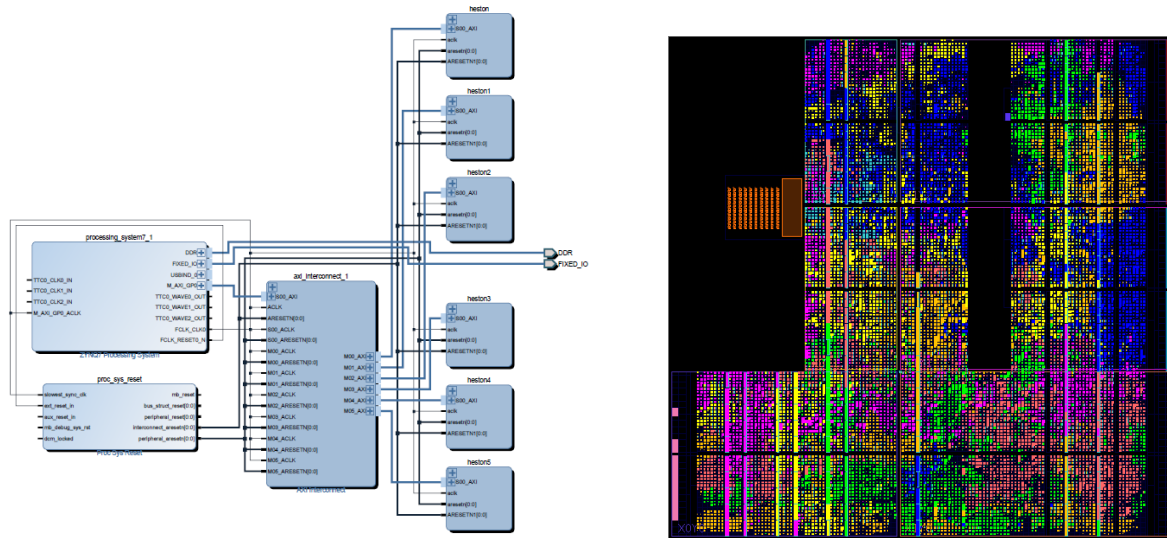 heston
S00_AXI
aclk
aresetn[0:0]
ARESETN1[0:0]
heston1
S00_AXI
aclk
aresetn[0:0]
ARESETN1[0:0]
heston2
S00_AXI
aclk
aresetn[0:0]
ARESETN1[0:0]
processing_system7_1
DDR
FIXED_IO
USBIND_0
M_AXI_GP0
TTC0_WAVE0_OUT
TTC0_WAVE1_OUT
TTC0_WAVE2_OUT
FCLK_CLK0
FCLK_RESET0_N
TTC0_CLK0_IN
TTC0_CLK1_IN
TTC0_CLK2_IN
M_AXI_GP0_ACLK
ZYNQ7 Processing System
DDR
FIXED_IO
axi_interconnect_1
S00_AXI
ACLK
ARESETN[0:0]
S00_ACLK
S00_ARESETN[0:0]
M00_ACLK
M00_ARESETN[0:0]
M01_ACLK
M01_ARESETN[0:0]
M02_ACLK
M02_ARESETN[0:0]
M03_ACLK
M03_ARESETN[0:0]
M04_ACLK
M04_ARESETN[0:0]
M05_ACLK
M05_ARESETN[0:0]
M00_AXI
M01_AXI
M02_AXI
M03_AXI
M04_AXI
M05_AXI
AXI Interconnect
proc_sys_reset
slowest_sync_clk
ext_reset_in
aux_reset_in
mb_debug_sys_rst
dcm_locked
mb_reset
bus_struct_reset[0:0]
peripheral_reset[0:0]
interconnect_aresetn[0:0]
peripheral_aresetn[0:0]
Proc Sys Reset
heston3
S00_AXI
aclk
aresetn[0:0]
ARESETN1[0:0]
heston4
S00_AXI
aclk
aresetn[0:0]
ARESETN1[0:0]
heston5
S00_AXI
aclk
aresetn[0:0]
ARESETN1[0:0]